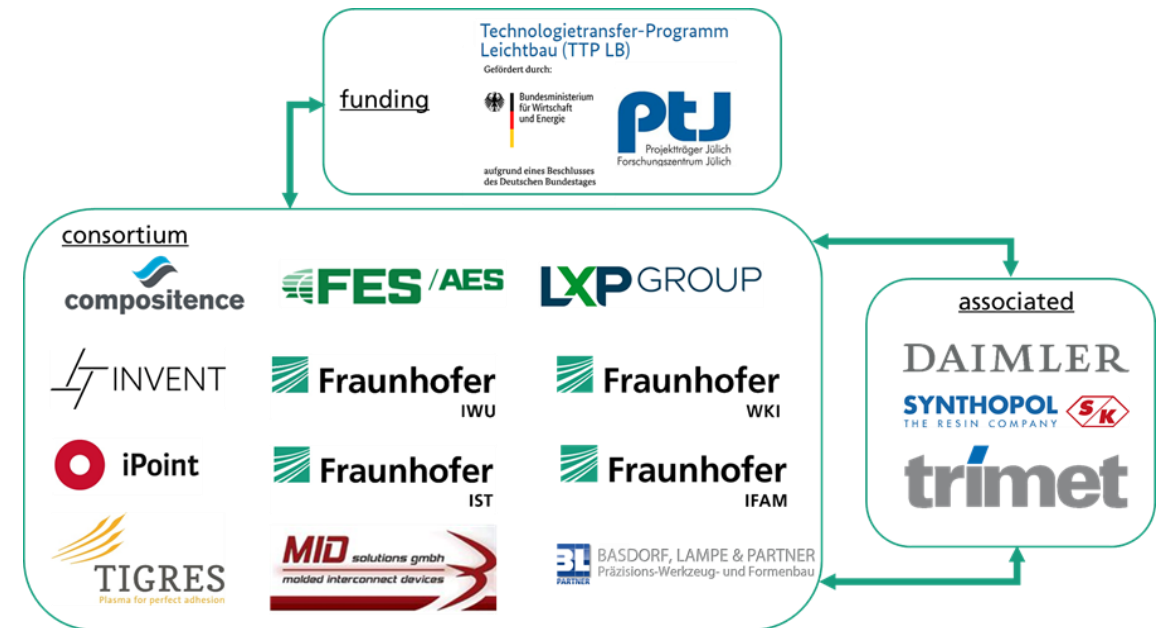 Technologietransfer-Programm
Leichtbau (TTP LB)
Gefördert durch:
funding
Bundesministerium
für Wirtschaft
und Energie
ptJ
Projektträger Jülich
Forschungszentrum Jülich
aufgrund eines Beschlusses
des Deutschen Bundestages
consortium
compositence
FES/AES
LXP GROUP
INVENT
Fraunhofer
IWU
Fraunhofer
WKI
iPoint
Fraunhofer
IST
Fraunhofer
IFAM
TIGRES
Plasma for perfect adhesion
MID solutions gmbh
molded interconnect devices
BL
PARTNER
BASDORF, LAMPE & PARTNER
Präzisions-Werkzeug- und Formenbau
associated
DAIMLER
SYNTHOPOL
THE RESIN COMPANY
S/K
trimet